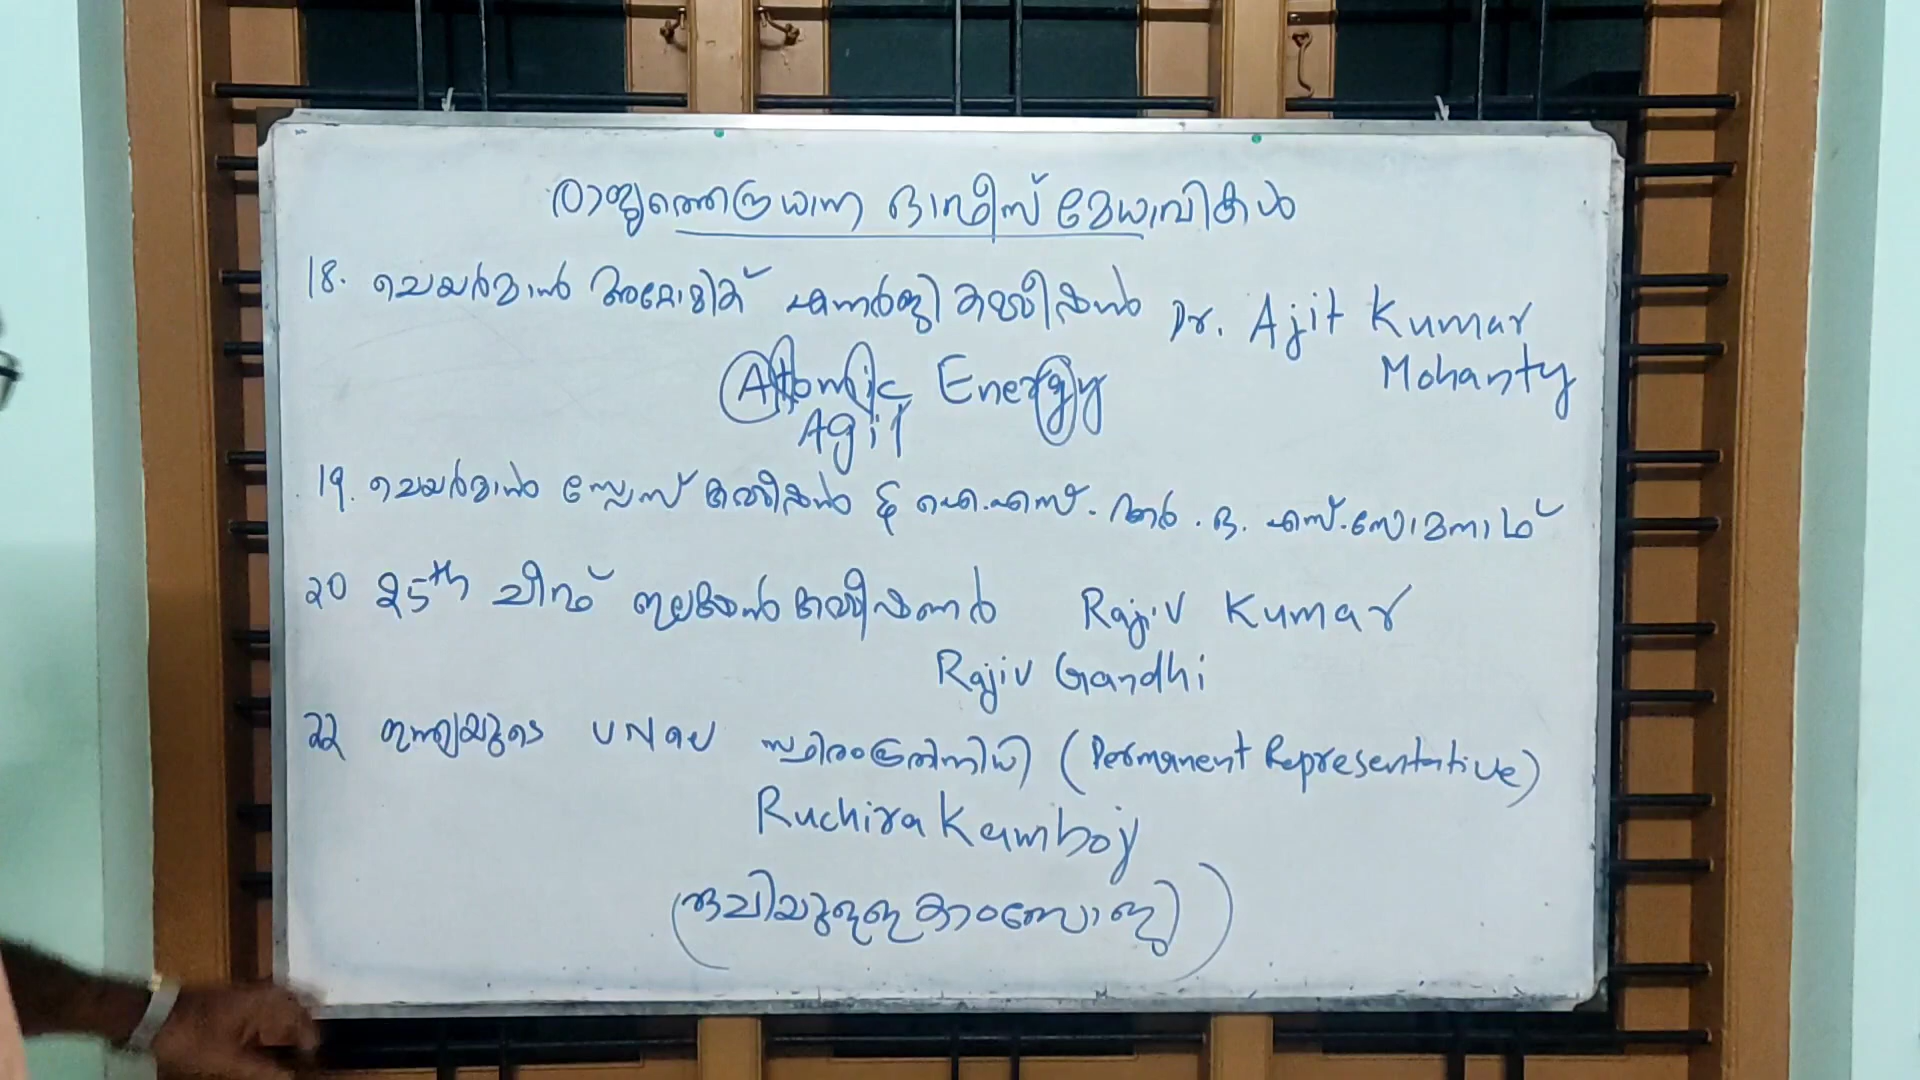 രാജ്യത്തെപ്രധാന ഓഫീസ് മേധാവികൾ
18. ചെയർമാൻ അറ്റോമിക് എനർജി കമ്മീഷൻ Dr. Ajit Kumar
Mohanty
Atomic Energy
Agit
19. ചെയർമാൻ സ്പേസ് കമ്മീഷൻ & ഐ.എസ്.ആർ.ഒ. എസ്.സോമനാഥ്
20 25th ചീഫ് ഇലക്ഷൻ കമ്മീഷണർ Rajiv Kumar
Rajiv Gandhi
22 ഇന്ത്യയുടെ UN സ്ഥിരംപ്രതിനിധി (Permanent Representative)
Ruchira Kamboj
(രുചിയുള്ള കാംബോജ്)